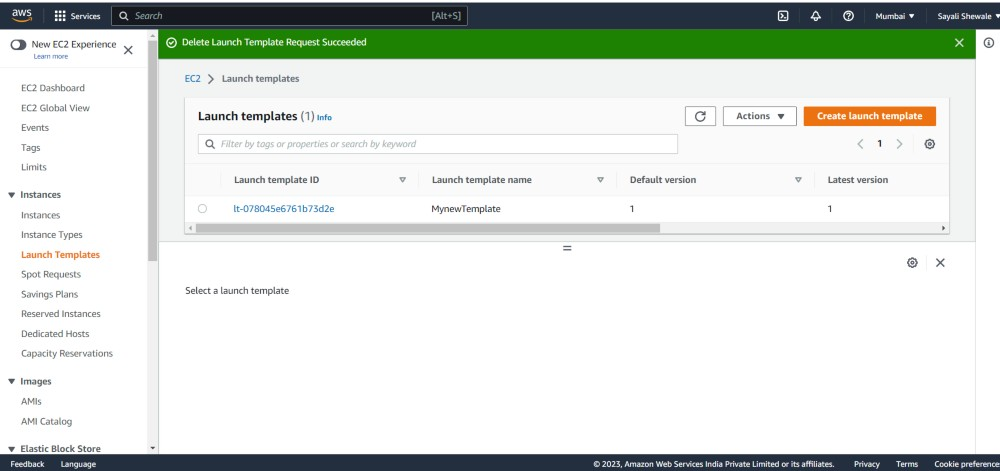 aws
Services
Search
[Alt+S]
Mumbai ▼
Sayali Shewale ▼
New EC2 Experience
Learn more
EC2 Dashboard
EC2 Global View
Events
Tags
Limits
Instances
Instances
Instance Types
Launch Templates
Spot Requests
Savings Plans
Reserved Instances
Dedicated Hosts
Capacity Reservations
Images
AMIs
AMI Catalog
Elastic Block Store
Delete Launch Template Request Succeeded
EC2 > Launch templates
Launch templates (1) Info
Actions ▼
Create launch template
Filter by tags or properties or search by keyword
< 1 >
Launch template ID
Launch template name
Default version
Latest version
lt-078045e6761b73d2e
MynewTemplate
1
1
Select a launch template
Feedback
Language
© 2023, Amazon Web Services India Private Limited or its affiliates.
Privacy
Terms
Cookie preference